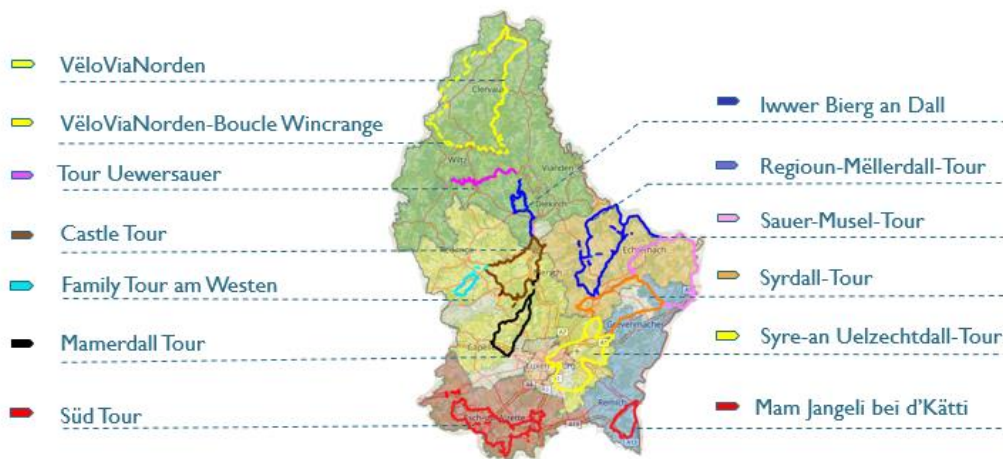 VëloViaNorden
VëloViaNorden-Boucle Wincrange
Tour Uewersauer
Castle Tour
Family Tour am Westen
Mamerdall Tour
Süd Tour
Iwwer Bierg an Dall
Regioun-Mëllerdall-Tour
Sauer-Musel-Tour
Syrdall-Tour
Syre-an Uelzechtdall-Tour
Mam Jangeli bei d'Kätti
Clervaux
Wiltz
Vianden
Diekirch
Echternach
Grevenmacher
Remich